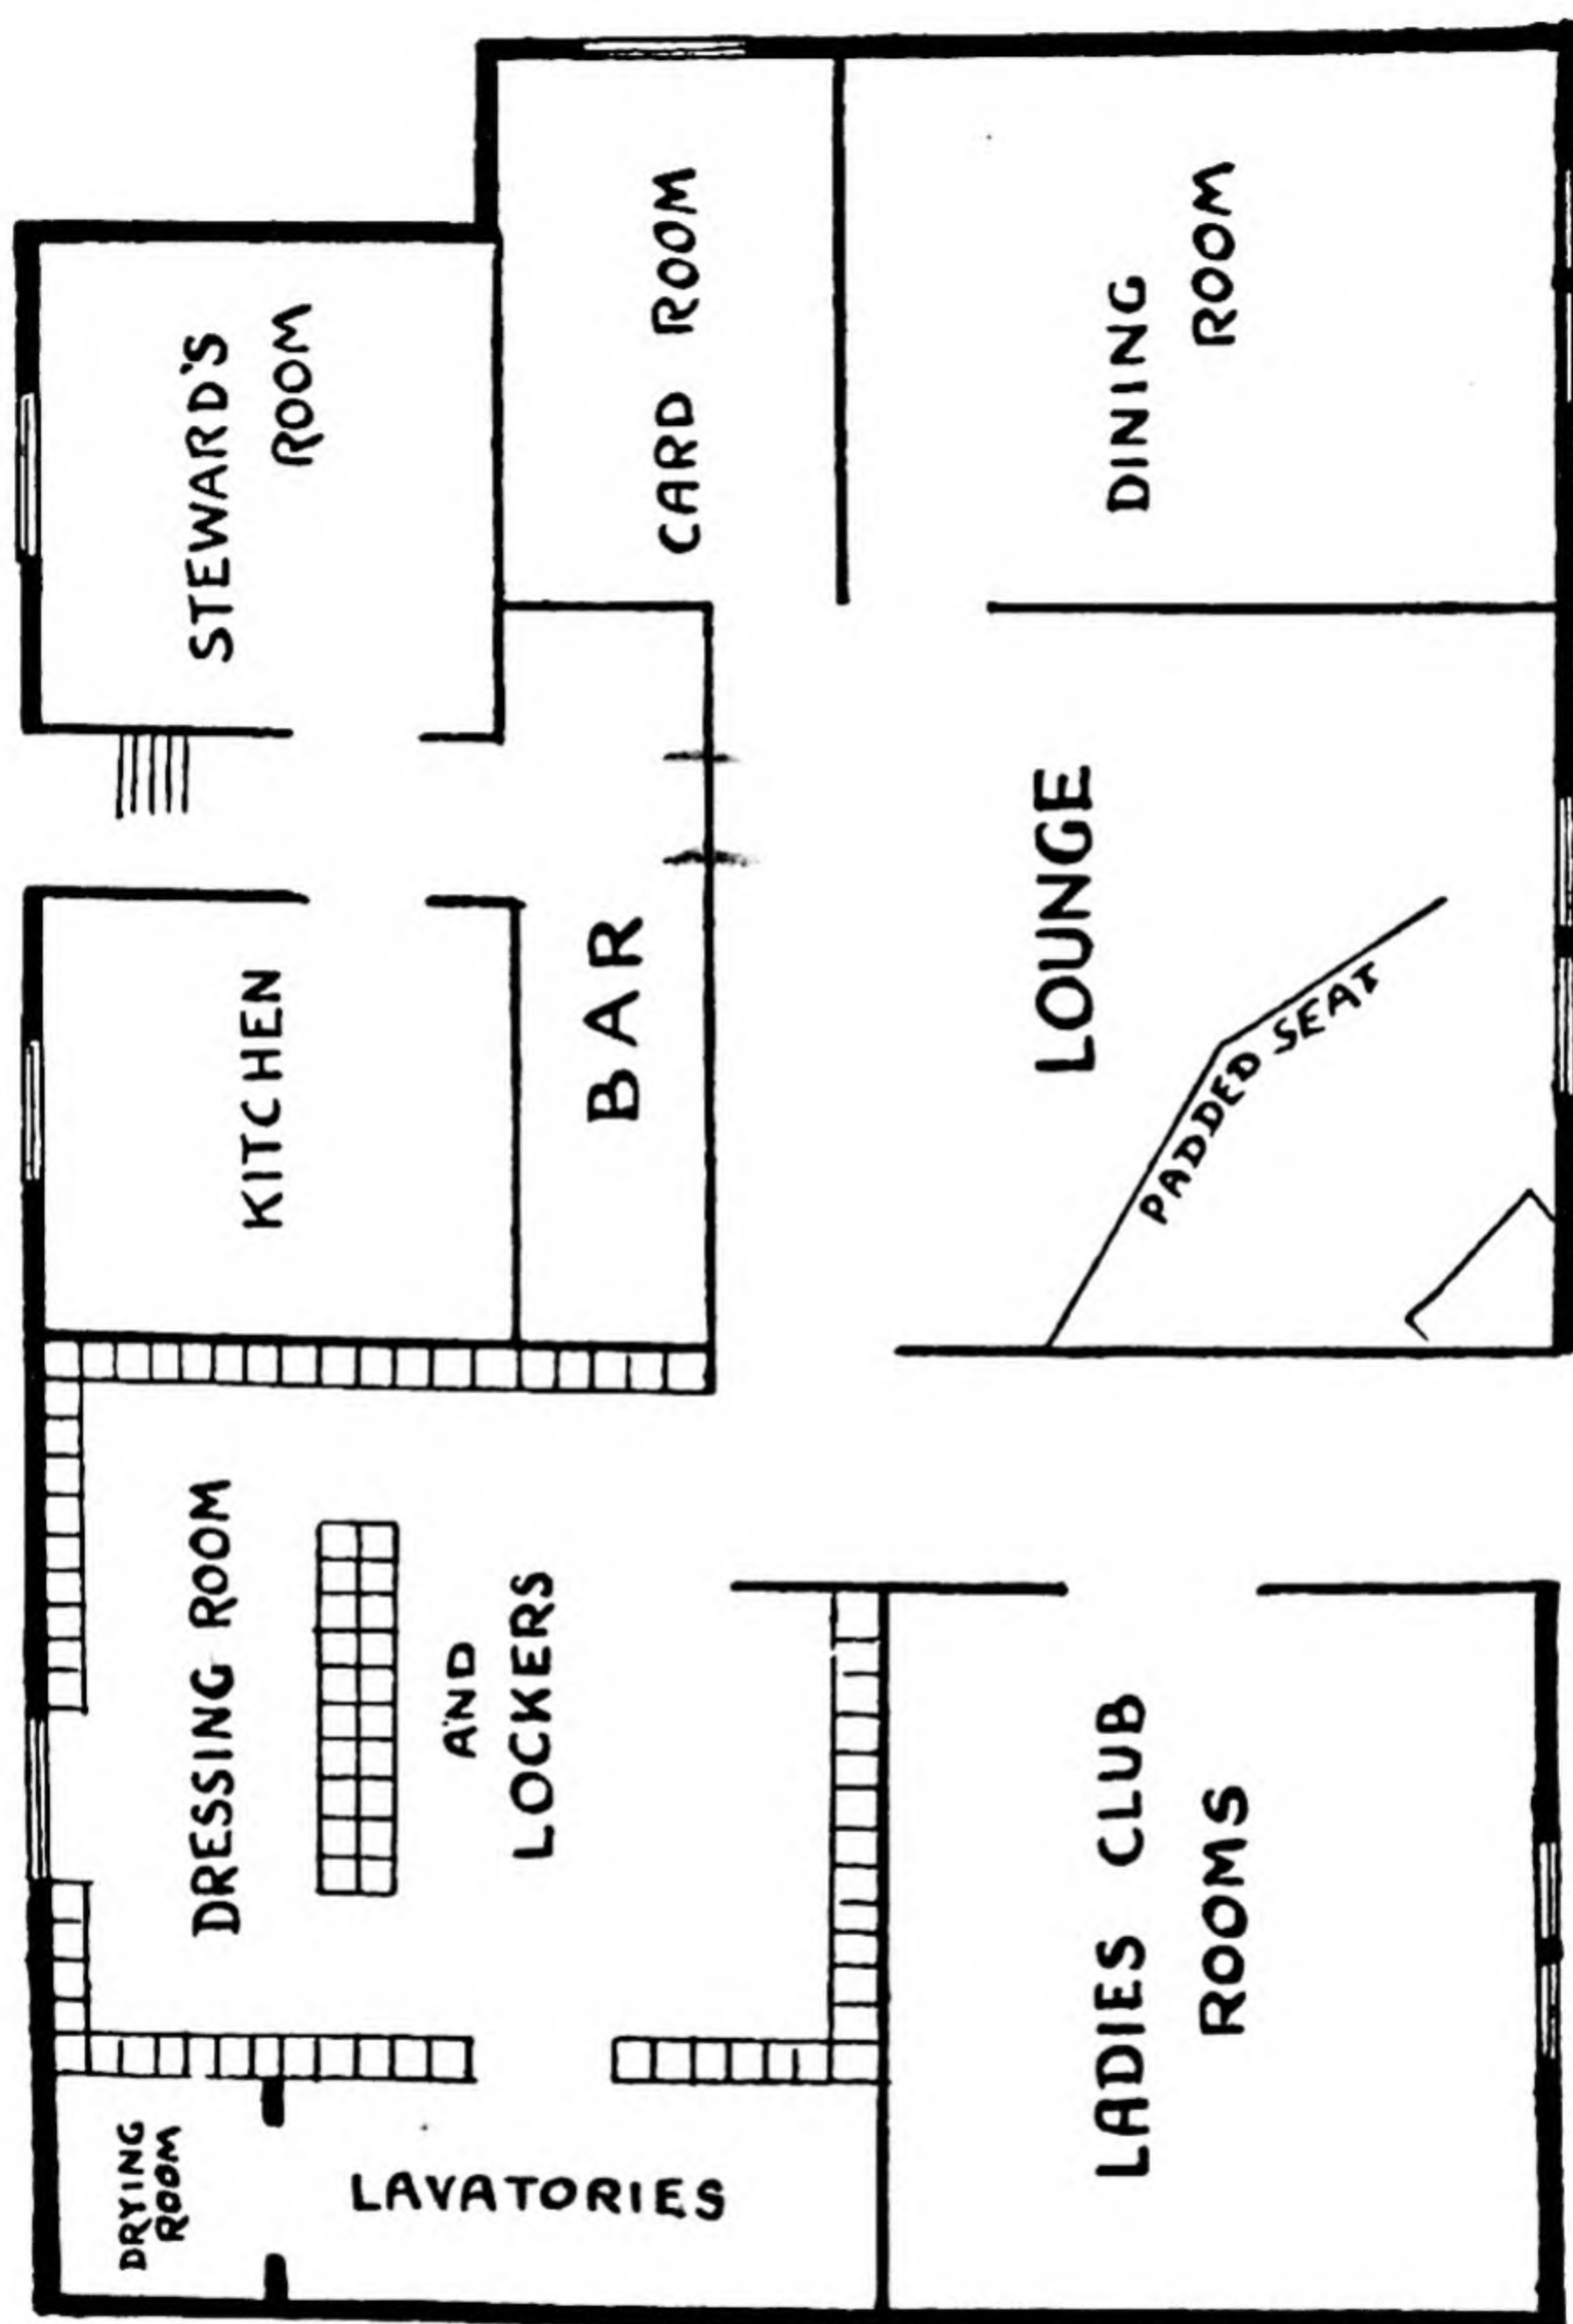 STEWARD'S
ROOM
CARD ROOM
DINING
ROOM
KITCHEN
BAR
LOUNGE
PADDED SEAT
DRESSING ROOM
AND
LOCKERS
LADIES CLUB
ROOMS
DRYING
ROOM
LAVATORIES